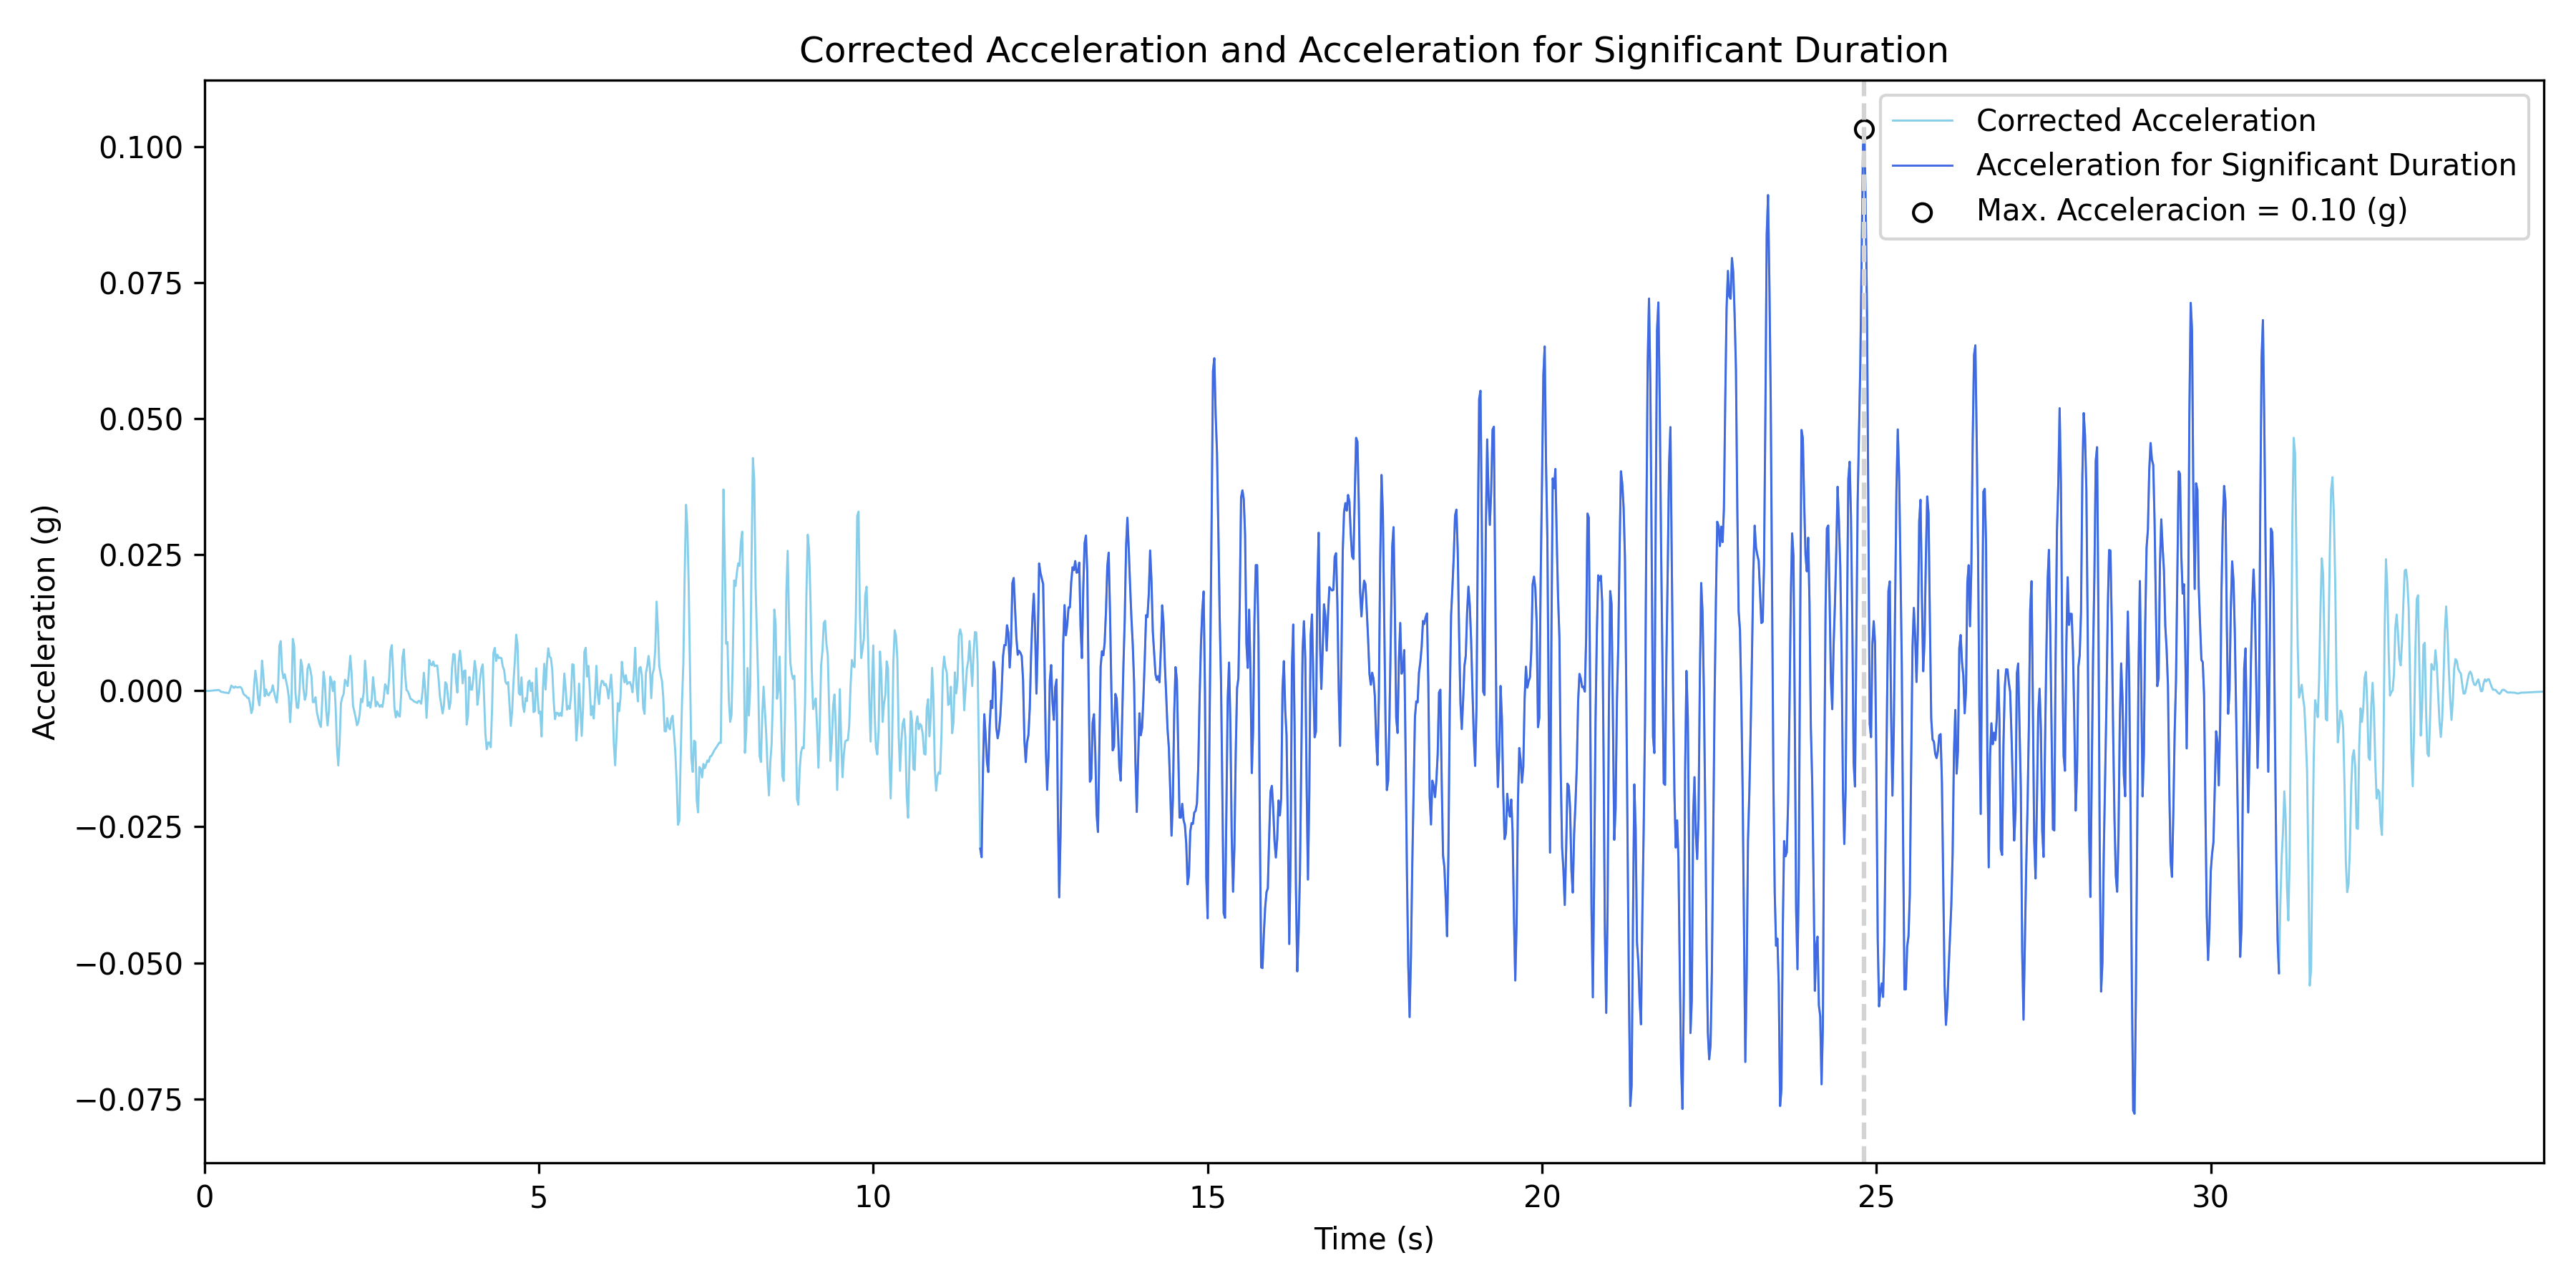 Corrected Acceleration and Acceleration for Significant Duration
Corrected Acceleration
Acceleration for Significant Duration
Max. Acceleracion = 0.10 (g)
Acceleration (g)
0.100
0.075
0.050
0.025
0.000
−0.025
−0.050
−0.075
0 5 10 15 20 25 30
Time (s)